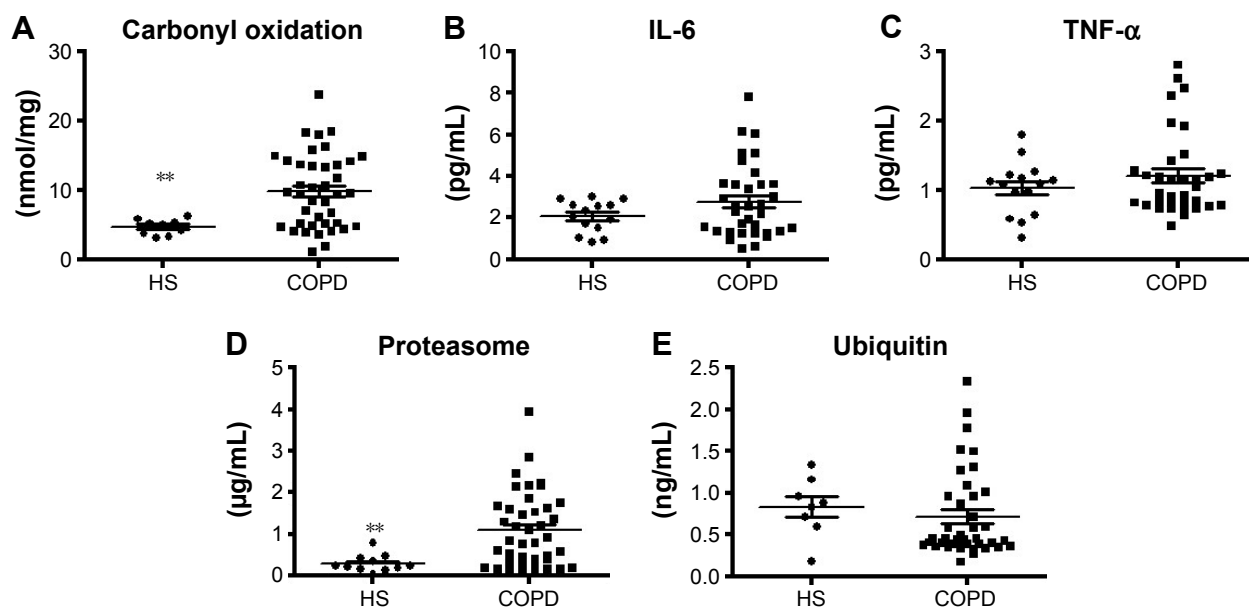 A
Carbonyl oxidation
30
20
10
0
(nmol/mg)
**
HS
COPD
B
IL-6
10
8
6
4
2
0
(pg/mL)
HS
COPD
C
TNF-α
3
2
1
0
(pg/mL)
HS
COPD
D
Proteasome
5
4
3
2
1
0
(µg/mL)
**
HS
COPD
E
Ubiquitin
2.5
2.0
1.5
1.0
0.5
0.0
(ng/mL)
HS
COPD